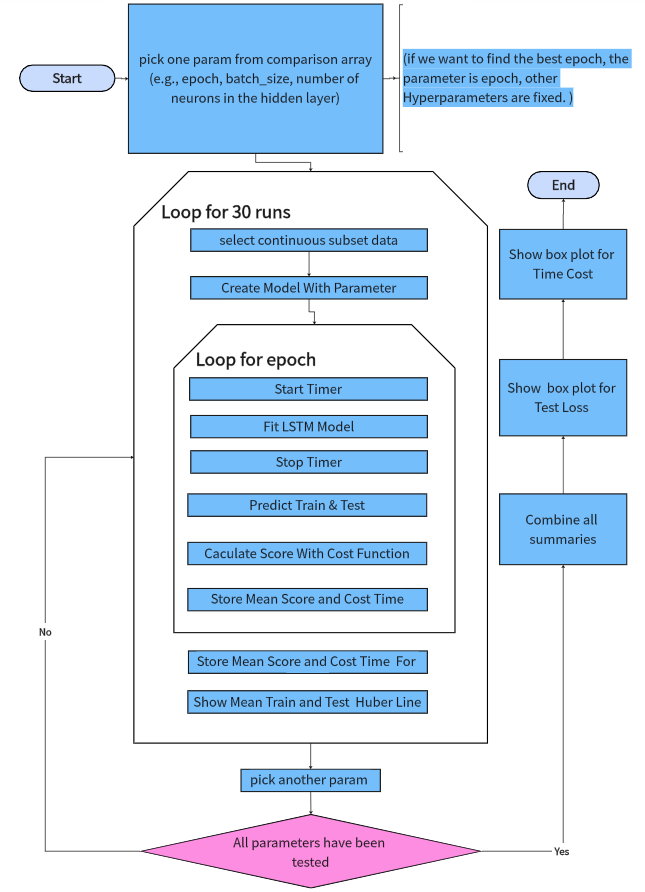 Start
pick one param from comparison array
(e.g., epoch, batch_size, number of
neurons in the hidden layer)
(if we want to find the best epoch, the
parameter is epoch, other
Hyperparameters are fixed. )
Loop for 30 runs
select continuous subset data
Create Model With Parameter
Loop for epoch
Start Timer
Fit LSTM Model
Stop Timer
Predict Train & Test
Caculate Score With Cost Function
Store Mean Score and Cost Time
Store Mean Score and Cost Time For
Show Mean Train and Test Huber Line
pick another param
All parameters have been
tested
No
Yes
Combine all
summaries
Show box plot for
Test Loss
Show box plot for
Time Cost
End